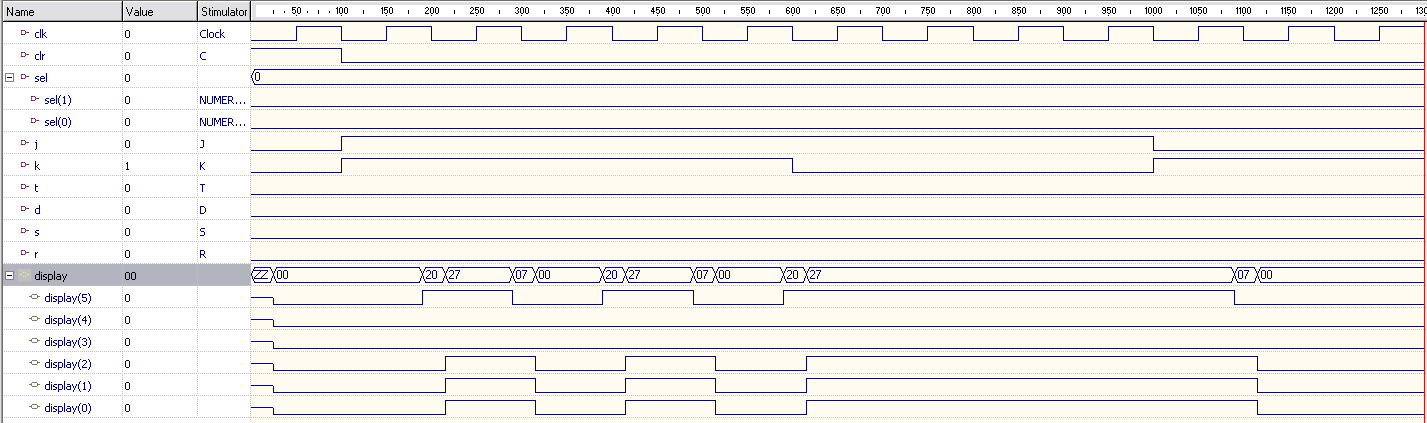 Name Value Stimulator 50 100 150 200 250 300 350 400 450 500 550 600 650 700 750 800 850 900 950 1000 1050 1100 1150 1200 1250
clk 0 Clock
clr 0 C
sel 0 0
sel(1) 0 NUMER...
sel(0) 0 NUMER...
j 0 J
k 1 K
t 0 T
d 0 D
s 0 S
r 0 R
display 00 ZZ 00 20 27 07 00 20 27 07 00 20 27 07 00
display(5) 0
display(4) 0
display(3) 0
display(2) 0
display(1) 0
display(0) 0